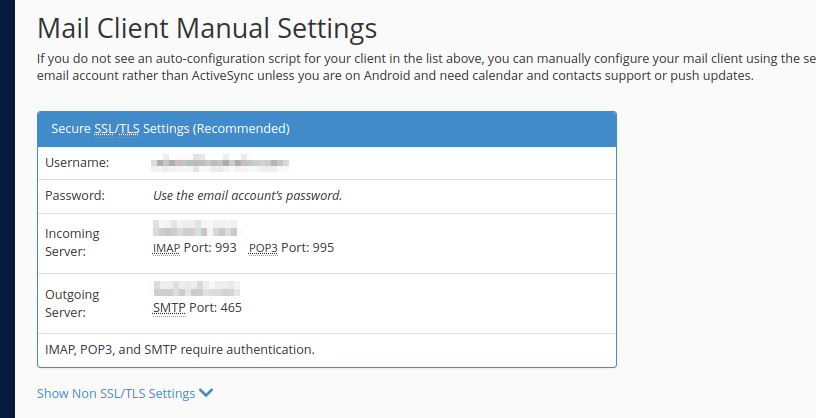 Mail Client Manual Settings
If you do not see an auto-configuration script for your client in the list above, you can manually configure your mail client using the se
email account rather than ActiveSync unless you are on Android and need calendar and contacts support or push updates.
Secure SSL/TLS Settings (Recommended)
Username:
Password: Use the email account's password.
Incoming Server:
IMAP Port: 993 POP3 Port: 995
Outgoing Server:
SMTP Port: 465
IMAP, POP3, and SMTP require authentication.
Show Non SSL/TLS Settings